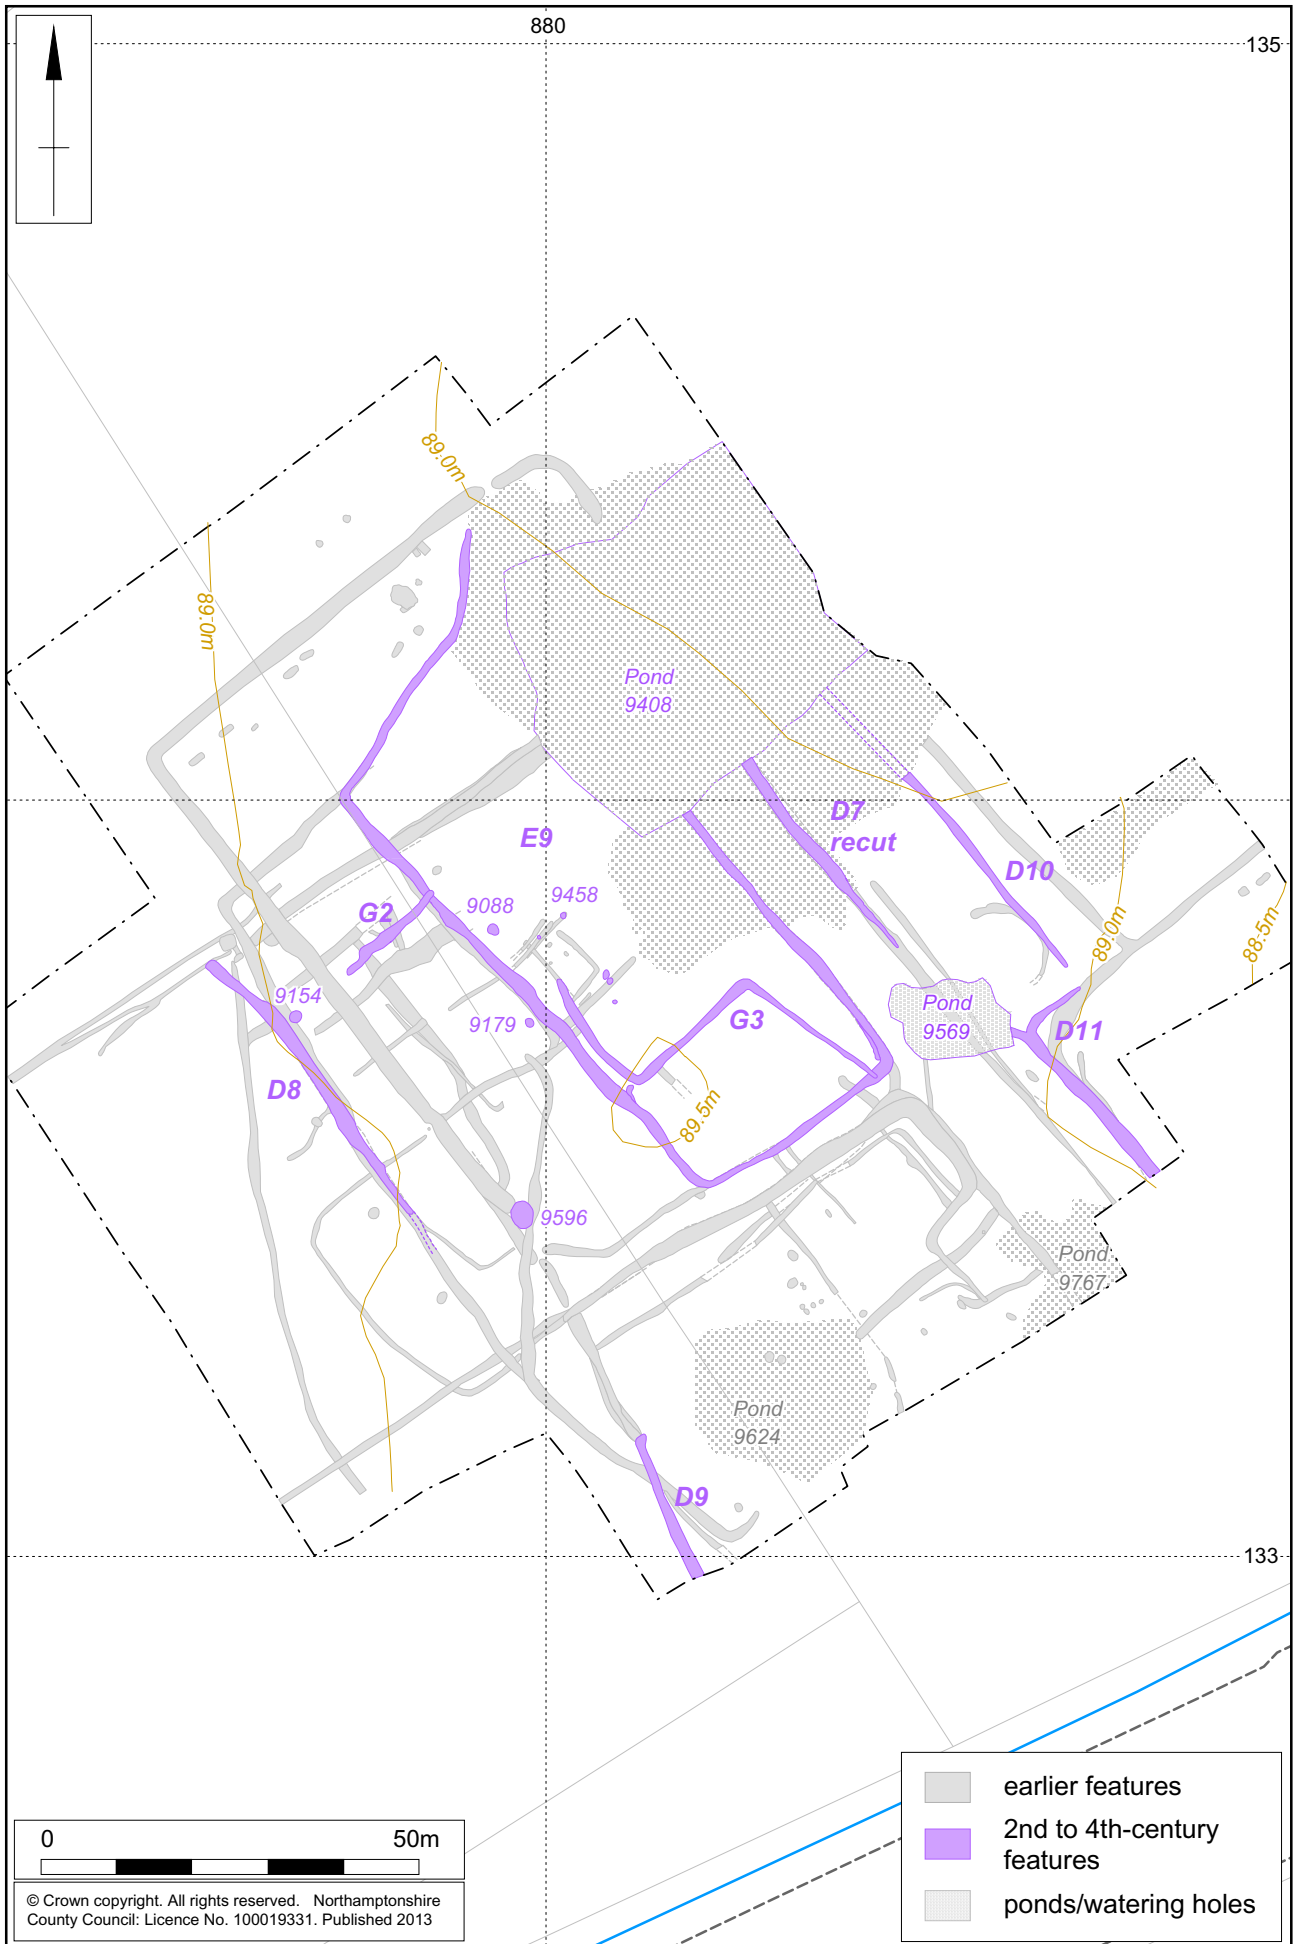 880
135
89.0m
89.0m
Pond
9408
D7
recut
E9
D10
G2
9088
9458
89.0m
88.5m
9154
9179
G3
Pond
9569
D11
D8
89.5m
9596
Pond
9767
Pond
9624
D9
133
earlier features
2nd to 4th-century
features
ponds/watering holes
0 50m
© Crown copyright. All rights reserved. Northamptonshire
County Council: Licence No. 100019331. Published 2013